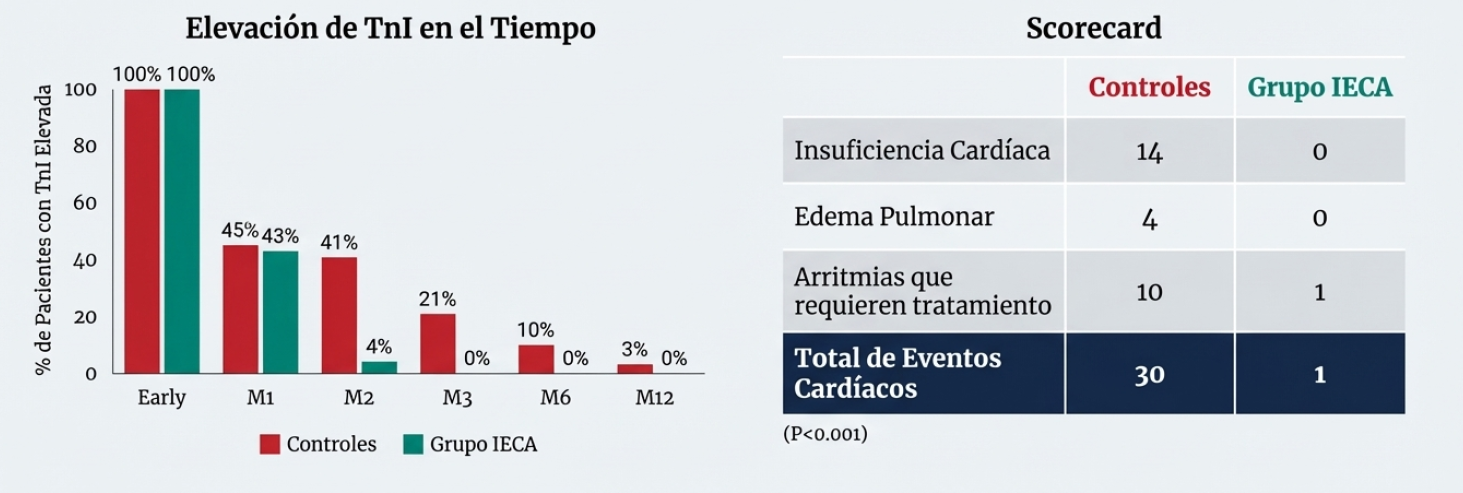 Elevación de TnI en el Tiempo
% de Pacientes con TnI Elevada
100
80
60
40
20
0
100% 100%
45% 43%
41% 4%
21% 0%
10% 0%
3% 0%
Early M1 M2 M3 M6 M12
Controles Grupo IECA
Scorecard
Controles Grupo IECA
Insuficiencia Cardíaca 14 0
Edema Pulmonar 4 0
Arritmias que
requieren tratamiento 10 1
Total de Eventos
Cardíacos 30 1
(P<0.001)